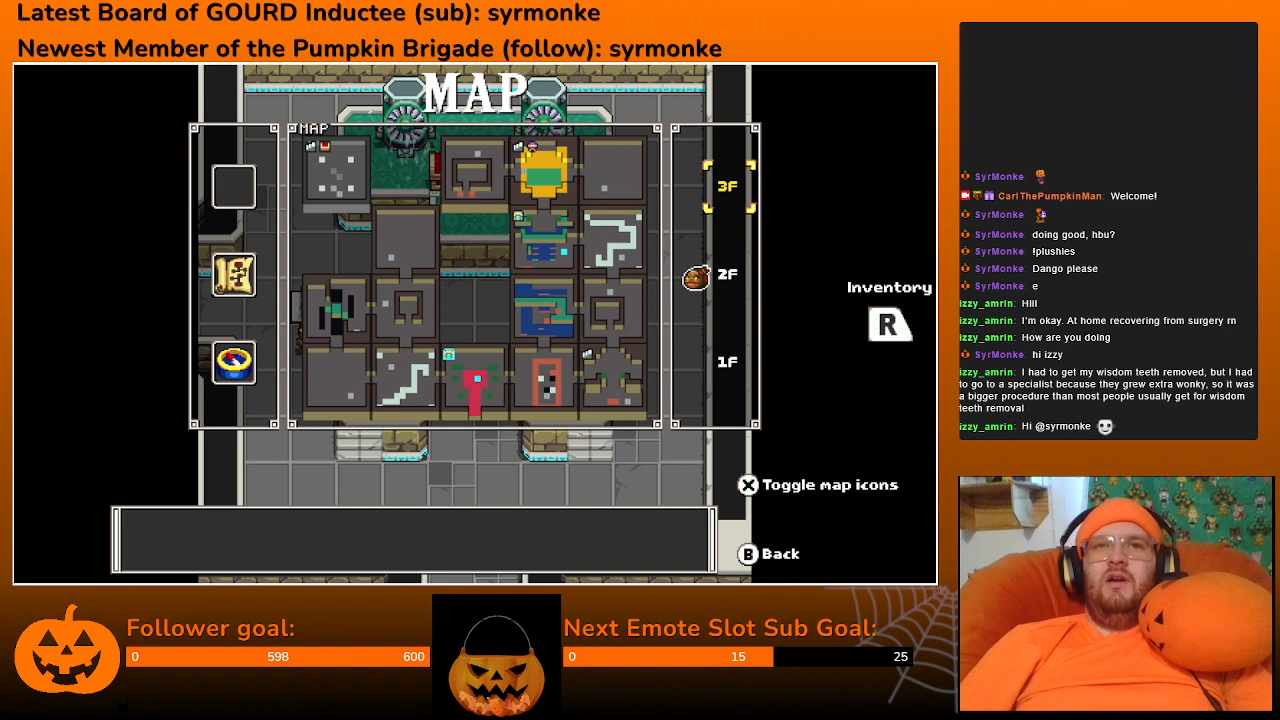 Latest Board of GOURD Inductee (sub): syrmonke
Newest Member of the Pumpkin Brigade (follow): syrmonke
MAP
MAP
3F
2F
1F
Inventory
R
X Toggle map icons
B Back
SyrMonke:
CarlThePumpkinMan: Welcome!
SyrMonke:
SyrMonke: doing good, hbu?
SyrMonke: !plushies
SyrMonke: Dango please
SyrMonke: e
izzy_amrin: Hiii
izzy_amrin: I'm okay. At home recovering from surgery rn
izzy_amrin: How are you doing
SyrMonke: hi izzy
izzy_amrin: I had to get my wisdom teeth removed, but I had
to go to a specialist because they grew extra wonky, so it was
a bigger procedure than most people usually get for wisdom
teeth removal
izzy_amrin: Hi @syrmonke
Follower goal:
0 598 600
Next Emote Slot Sub Goal:
0 15 25